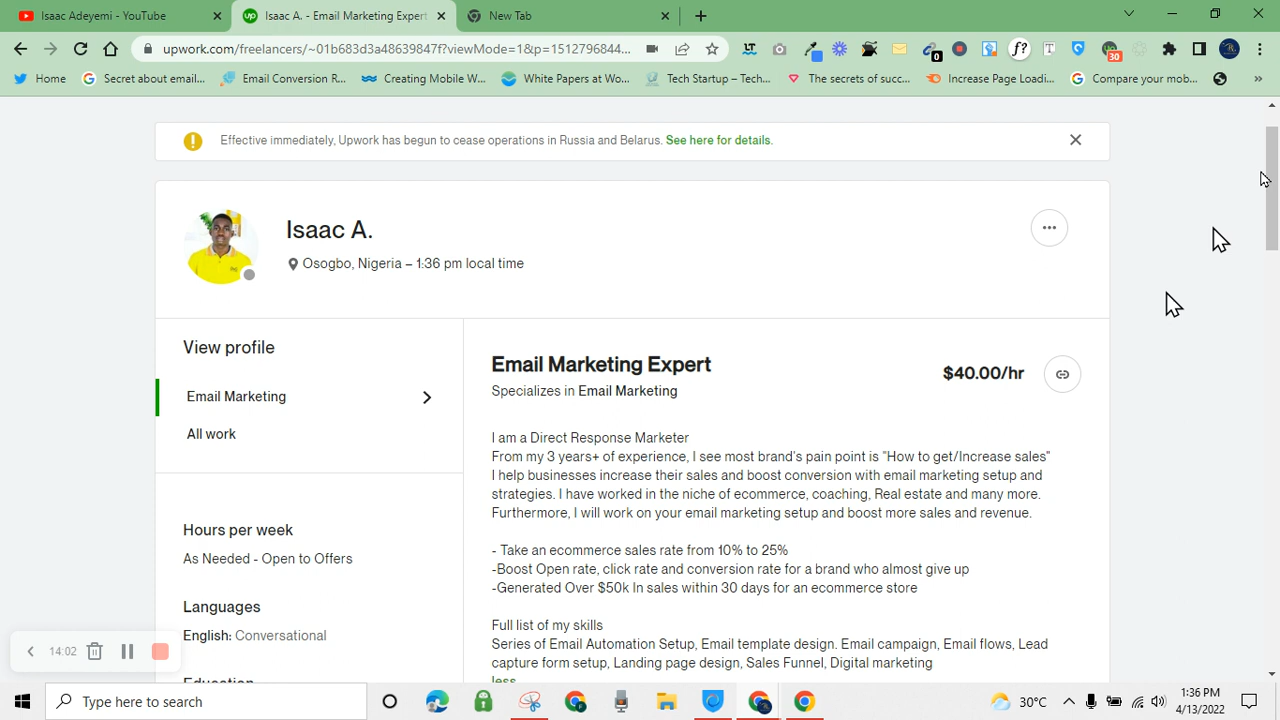 Isaac Adeyemi - YouTube
Isaac A. - Email Marketing Expert
New Tab
upwork.com/freelancers/~01b683d3a48639847f?viewMode=1&p=1512796844...
Home
Secret about email...
Email Conversion R...
Creating Mobile W...
White Papers at Wo...
Tech Startup – Tech...
The secrets of succ...
Increase Page Loadi...
Compare your mob...
»
0
30
Effective immediately, Upwork has begun to cease operations in Russia and Belarus. See here for details.
Isaac A.
Osogbo, Nigeria – 1:36 pm local time
View profile
Email Marketing
All work
Hours per week
As Needed - Open to Offers
Languages
English: Conversational
Education
Email Marketing Expert
$40.00/hr
Specializes in Email Marketing
I am a Direct Response Marketer
From my 3 years+ of experience, I see most brand's pain point is "How to get/Increase sales"
I help businesses increase their sales and boost conversion with email marketing setup and
strategies. I have worked in the niche of ecommerce, coaching, Real estate and many more.
Furthermore, I will work on your email marketing setup and boost more sales and revenue.
- Take an ecommerce sales rate from 10% to 25%
-Boost Open rate, click rate and conversion rate for a brand who almost give up
-Generated Over $50k In sales within 30 days for an ecommerce store
Full list of my skills
Series of Email Automation Setup, Email template design. Email campaign, Email flows, Lead
capture form setup, Landing page design, Sales Funnel, Digital marketing
less
14:02
Type here to search
30°C
1:36 PM
4/13/2022